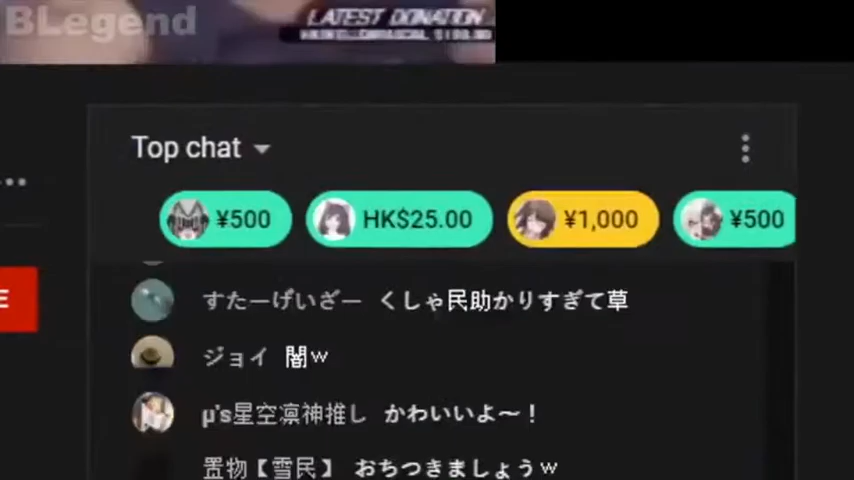 BLegend
LATEST DONATION
Top chat
¥500 HK$25.00 ¥1,000 ¥500
E
すたーげいざー くしゃ民助かりすぎて草
ジョイ 闇w
μ's星空凛神推し かわいいよ〜！
置物【雪民】 おちつきましょうw